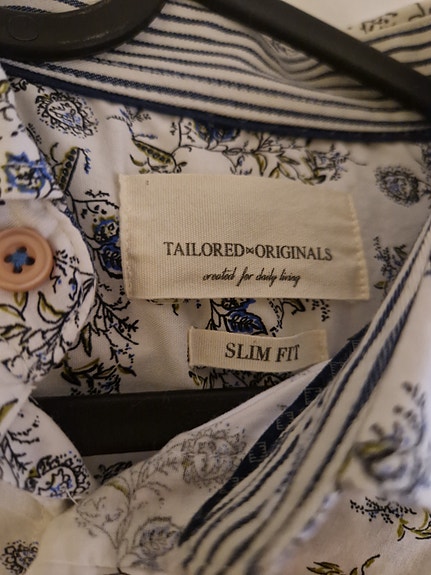 TAILORED⋈ORIGINALS
created for daily living
SLIM FIT